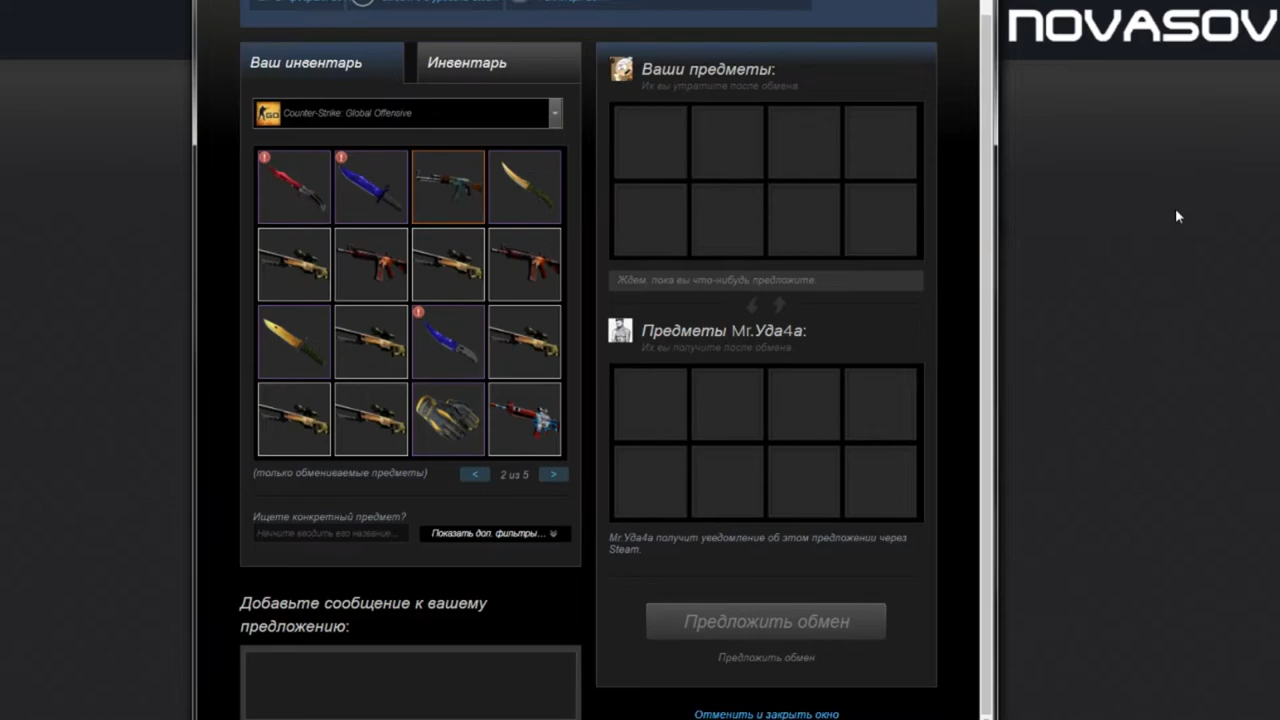 NOVASOV
Ваш инвентарь
Инвентарь
Counter-Strike: Global Offensive
(только обмениваемые предметы)
<
2 из 5
>
Ищете конкретный предмет?
Начните вводить его название...
Показать доп. фильтры...
Добавьте сообщение к вашему
предложению:
Ваши предметы:
Их вы утратите после обмена
Ждем, пока вы что-нибудь предложите.
Предметы Mr.Уда4а:
Их вы получите после обмена
Mr.Уда4а получит уведомление об этом предложении через
Steam.
Предложить обмен
Предложить обмен
Отменить и закрыть окно